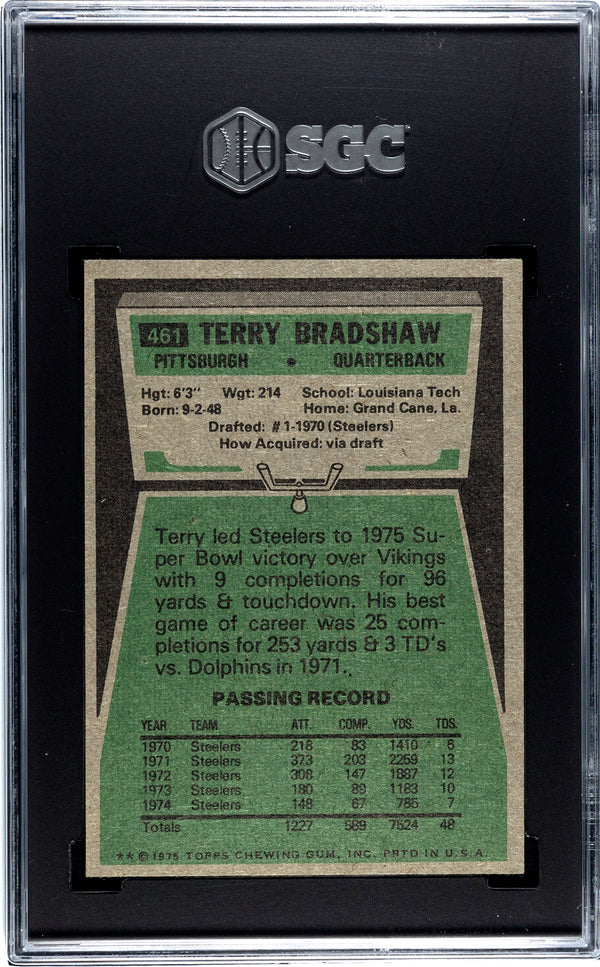 SGC
461 TERRY BRADSHAW
PITTSBURGH • QUARTERBACK
Hgt: 6'3" Wgt: 214 School: Louisiana Tech
Born: 9-2-48 Home: Grand Cane, La.
Drafted: #1-1970 (Steelers)
How Acquired: via draft
Terry led Steelers to 1975 Su-
per Bowl victory over Vikings
with 9 completions for 96
yards & touchdown. His best
game of career was 25 com-
pletions for 253 yards & 3 TD's
vs. Dolphins in 1971.
PASSING RECORD
YEAR TEAM ATT. COMP. YDS. TDS.
1970 Steelers 218 83 1410 6
1971 Steelers 373 203 2259 13
1972 Steelers 308 147 1887 12
1973 Steelers 180 89 1183 10
1974 Steelers 148 67 785 7
Totals 1227 589 7524 48
** © 1975 TOPPS CHEWING GUM, INC. PRTD IN U.S.A.